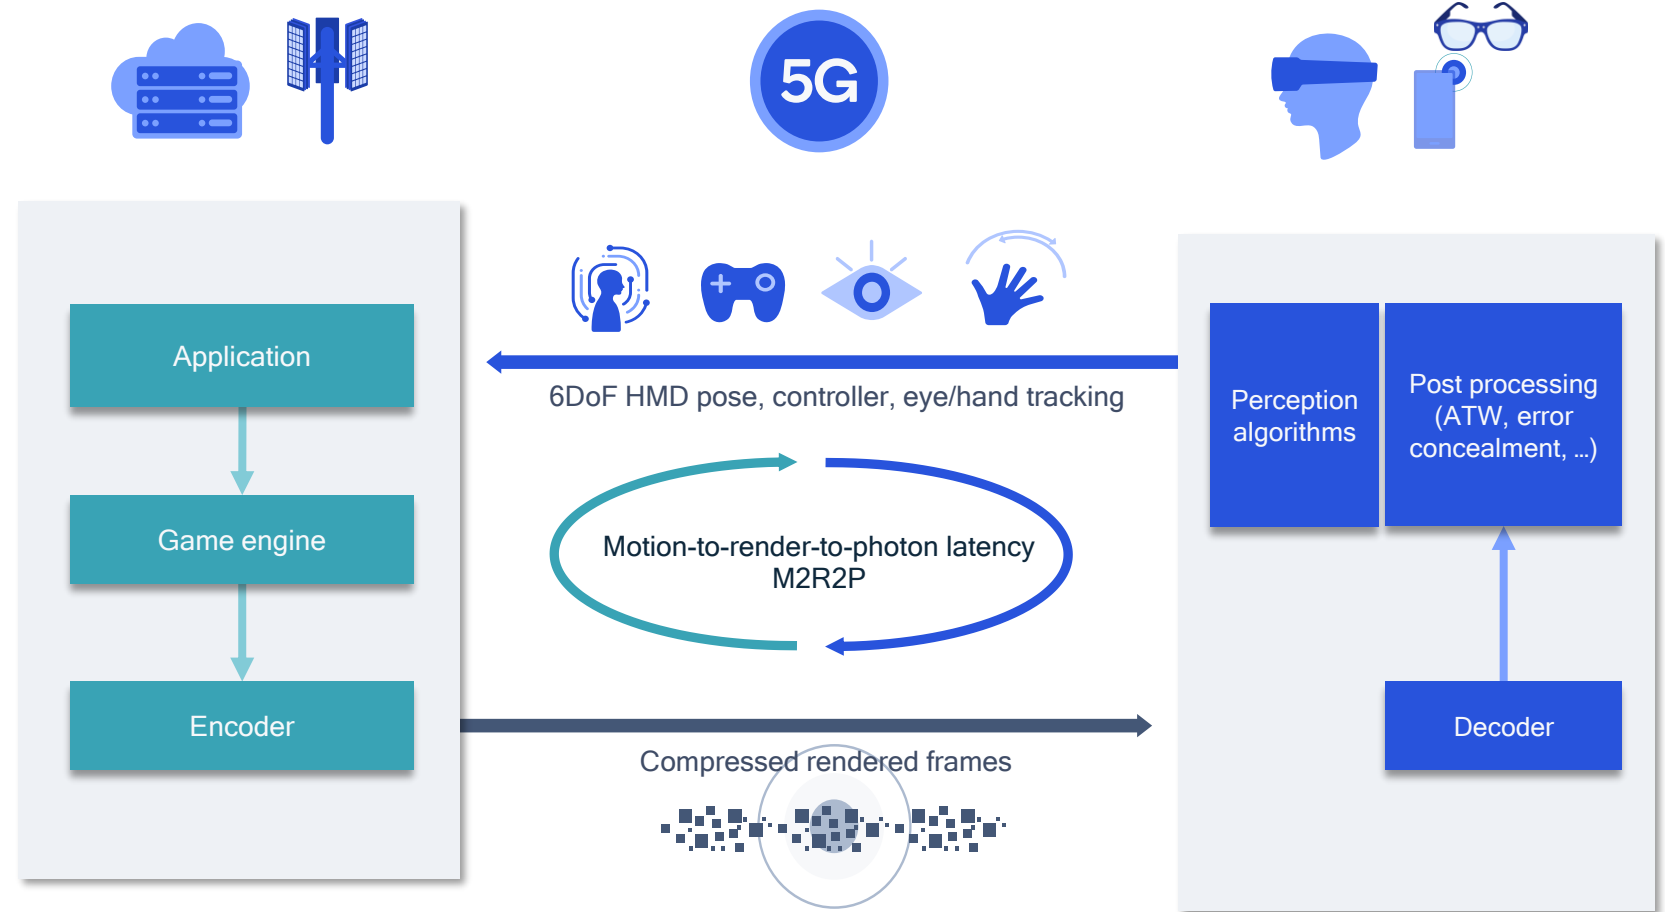 5G
Application
Game engine
Encoder
6DoF HMD pose, controller, eye/hand tracking
Motion-to-render-to-photon latency
M2R2P
Compressed rendered frames
Perception
algorithms
Post processing
(ATW, error
concealment, ...)
Decoder